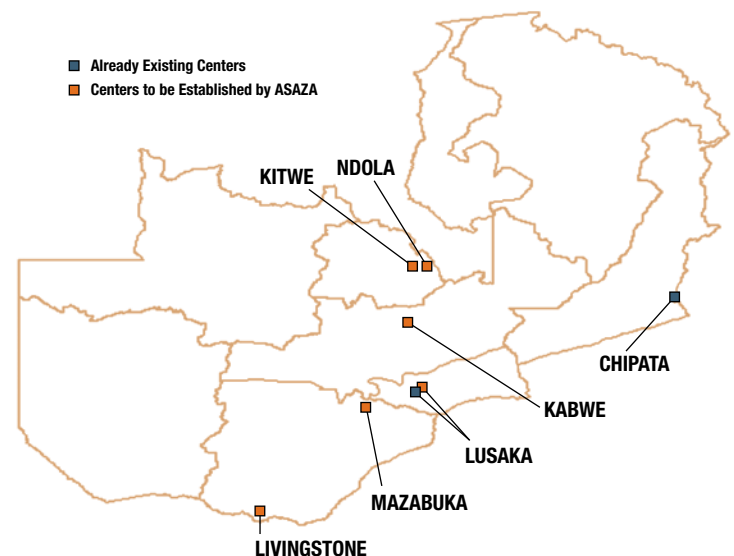 Already Existing Centers
Centers to be Established by ASAZA
NDOLA
KITWE
CHIPATA
KABWE
LUSAKA
MAZABUKA
LIVINGSTONE